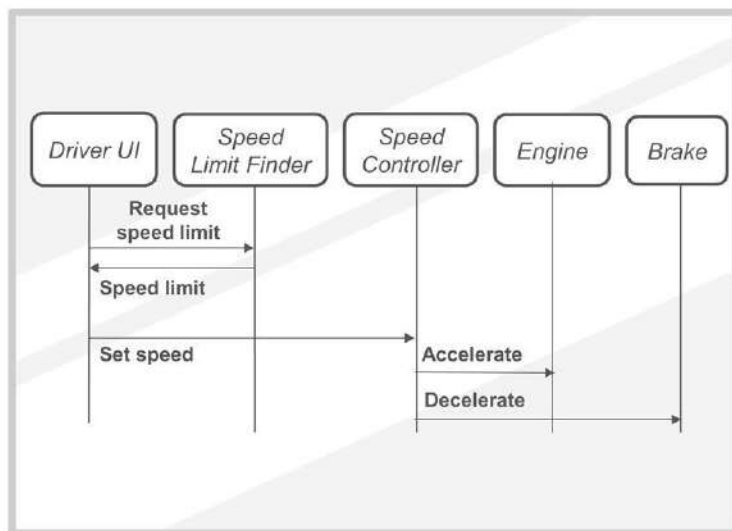 Driver UI
Speed
Limit Finder
Speed
Controller
Engine
Brake
Request
speed limit
Speed limit
Set speed
Accelerate
Decelerate